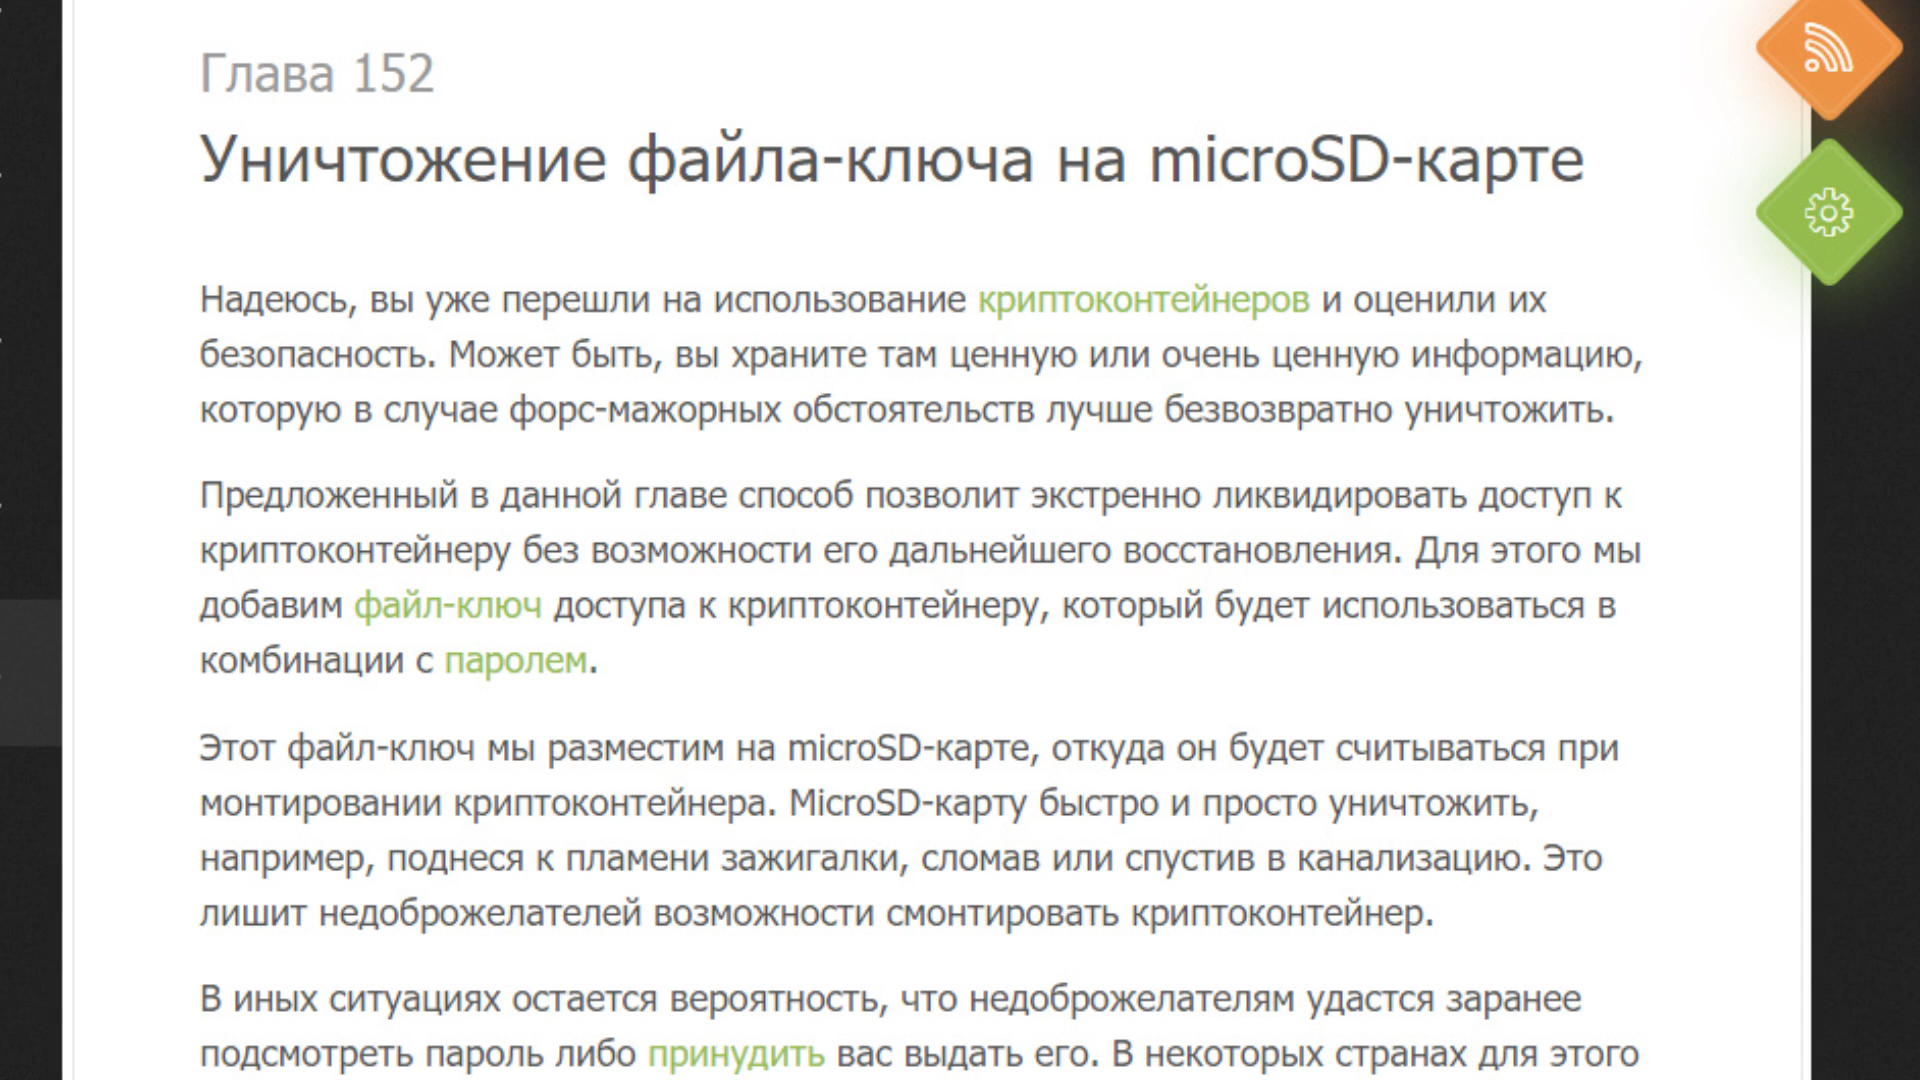 Глава 152
Уничтожение файла-ключа на microSD-карте
Надеюсь, вы уже перешли на использование криптоконтейнеров и оценили их
безопасность. Может быть, вы храните там ценную или очень ценную информацию,
которую в случае форс-мажорных обстоятельств лучше безвозвратно уничтожить.
Предложенный в данной главе способ позволит экстренно ликвидировать доступ к
криптоконтейнеру без возможности его дальнейшего восстановления. Для этого мы
добавим файл-ключ доступа к криптоконтейнеру, который будет использоваться в
комбинации с паролем.
Этот файл-ключ мы разместим на microSD-карте, откуда он будет считываться при
монтировании криптоконтейнера. MicroSD-карту быстро и просто уничтожить,
например, поднеся к пламени зажигалки, сломав или спустив в канализацию. Это
лишит недоброжелателей возможности смонтировать криптоконтейнер.
В иных ситуациях остается вероятность, что недоброжелателям удастся заранее
подсмотреть пароль либо принудить вас выдать его. В некоторых странах для этого